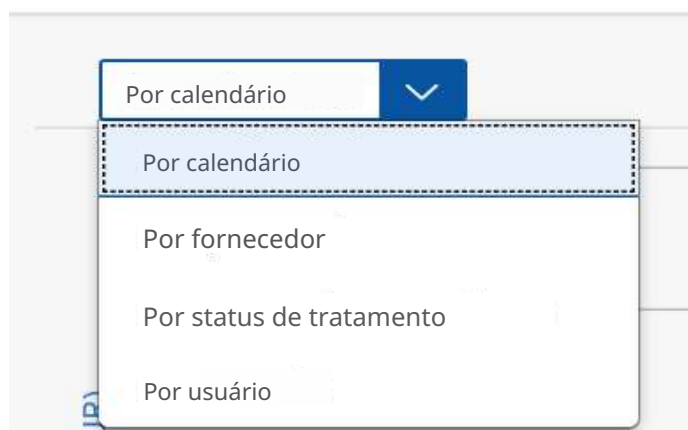 Por calendário
Por calendário
Por fornecedor
Por status de tratamento
Por usuário